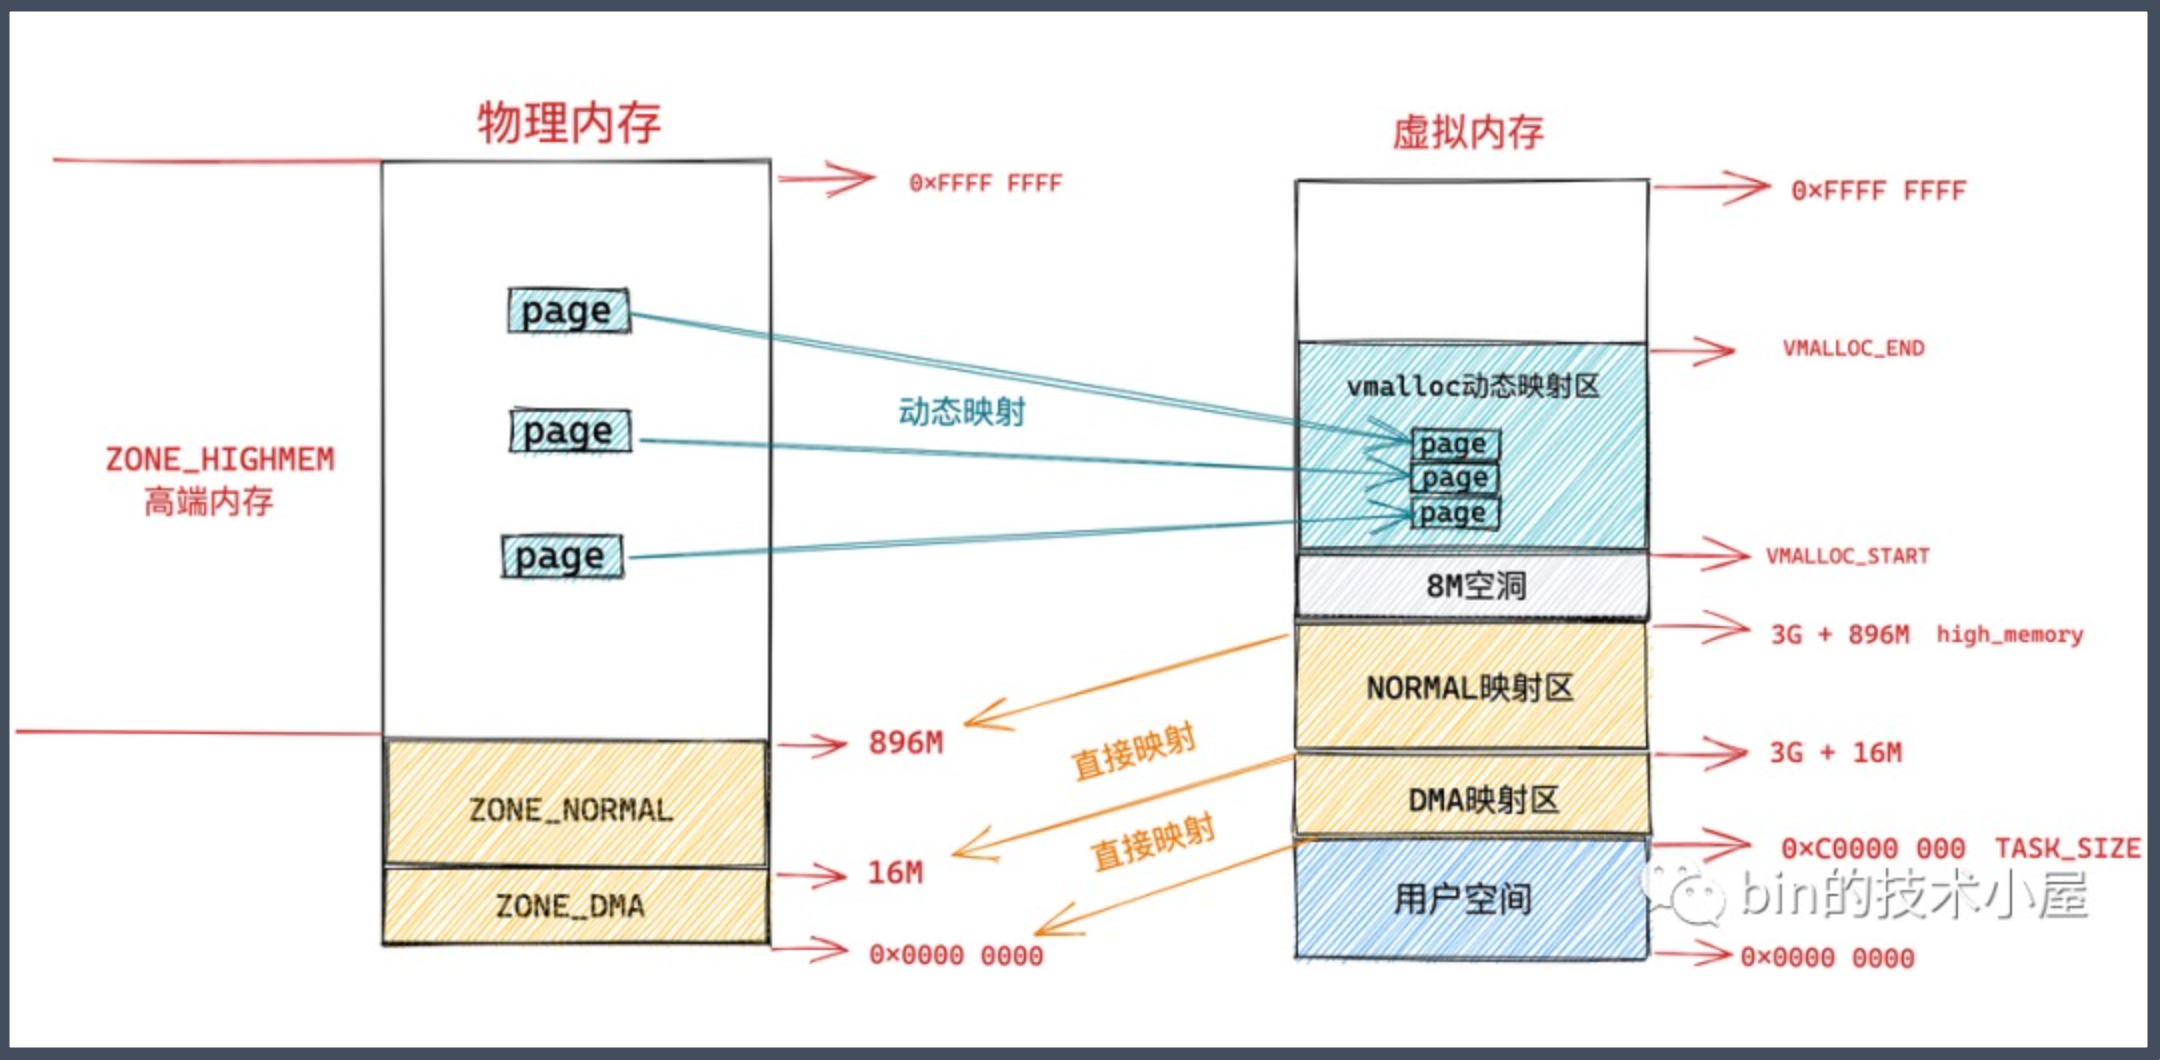 物理内存
虚拟内存
0×FFFF FFFF
0×FFFF FFFF
page
VMALLOC_END
vmalloc动态映射区
动态映射
page
page
ZONE_HIGHMEM
高端内存
page
page
page
VMALLOC_START
8M空洞
3G + 896M high_memory
NORMAL映射区
896M
直接映射
3G + 16M
ZONE_NORMAL
DMA映射区
直接映射
0×C0000 000 TASK_SIZE
16M
用户空间
bin的技术小屋
ZONE_DMA
0×0000 0000
0×0000 0000